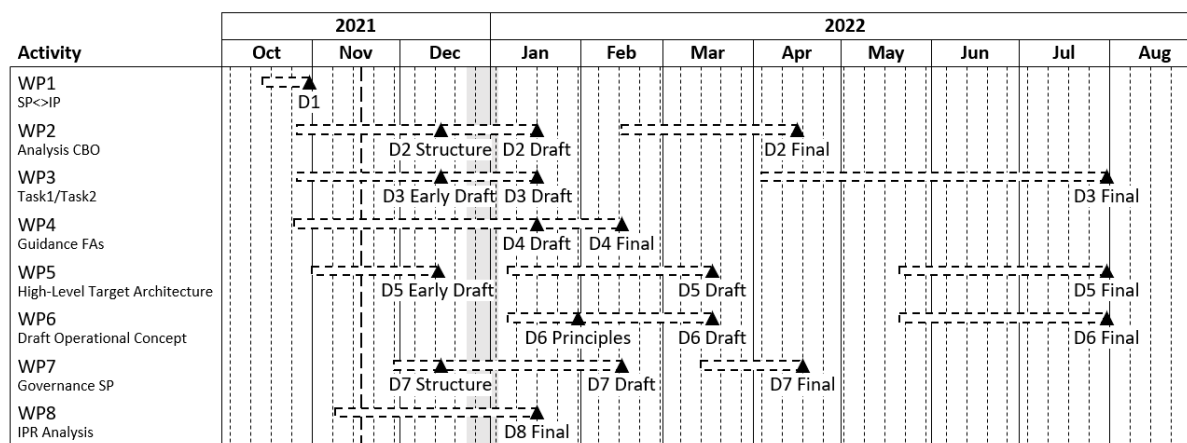 2021 2022
Activity Oct Nov Dec Jan Feb Mar Apr May Jun Jul Aug
WP1
SP<>IP
D1
WP2
Analysis CBO
D2 Structure D2 Draft D2 Final
WP3
Task1/Task2
D3 Early Draft D3 Draft D3 Final
WP4
Guidance FAs
D4 Draft D4 Final
WP5
High-Level Target Architecture
D5 Early Draft D5 Draft D5 Final
WP6
Draft Operational Concept
D6 Principles D6 Draft D6 Final
WP7
Governance SP
D7 Structure D7 Draft D7 Final
WP8
IPR Analysis
D8 Final